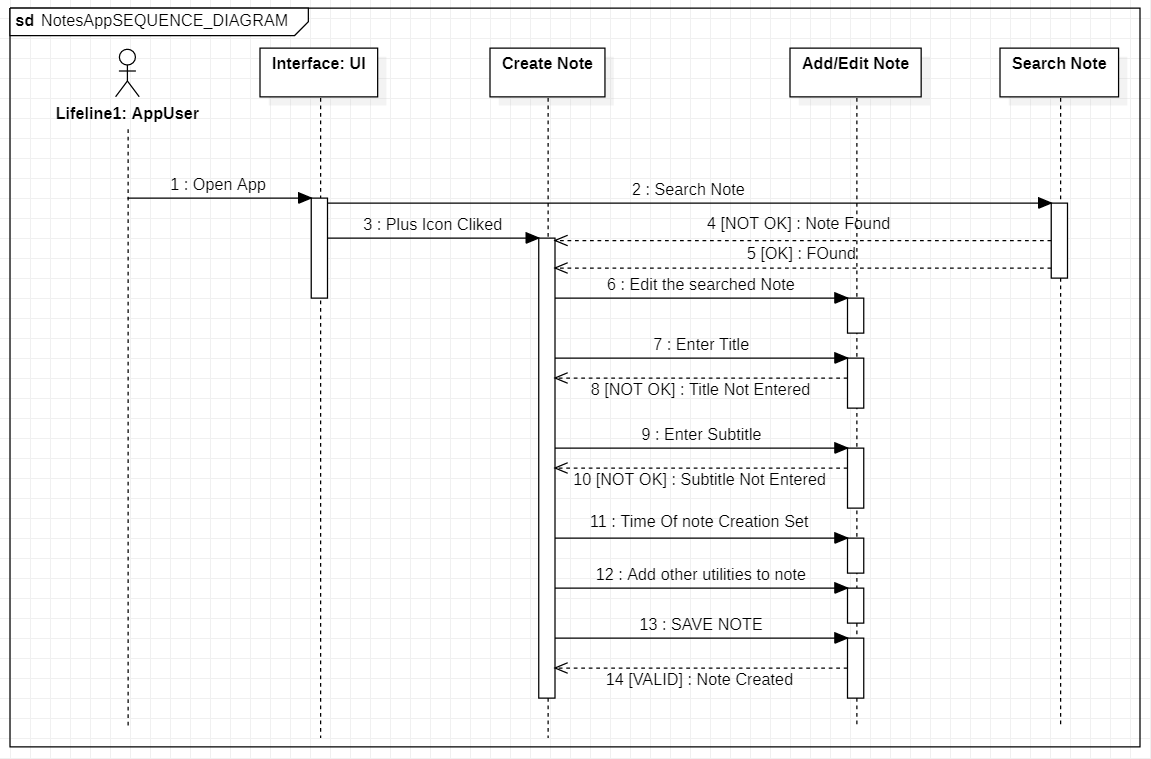 sd NotesAppSEQUENCE_DIAGRAM
Lifeline1: AppUser
Interface: UI
Create Note
Add/Edit Note
Search Note
1 : Open App
2 : Search Note
3 : Plus Icon Cliked
4 [NOT OK] : Note Found
5 [OK] : FOund
6 : Edit the searched Note
7 : Enter Title
8 [NOT OK] : Title Not Entered
9 : Enter Subtitle
10 [NOT OK] : Subtitle Not Entered
11 : Time Of note Creation Set
12 : Add other utilities to note
13 : SAVE NOTE
14 [VALID] : Note Created